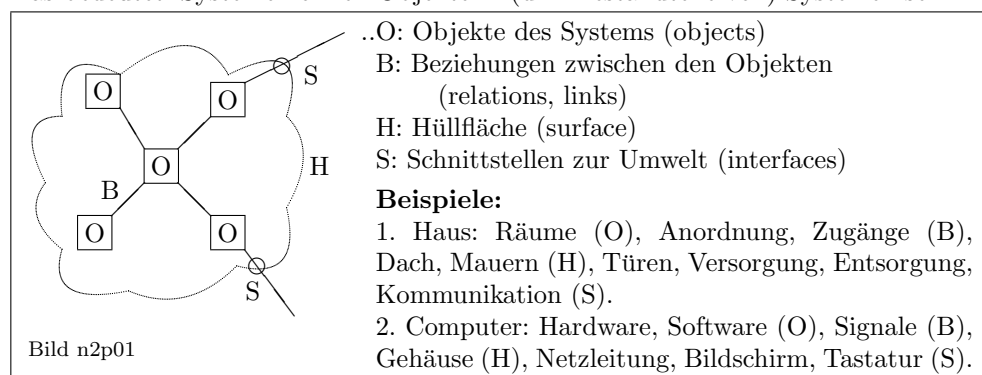 ..O: Objekte des Systems (objects)
B: Beziehungen zwischen den Objekten
(relations, links)
H: Hüllfläche (surface)
S: Schnittstellen zur Umwelt (interfaces)
Beispiele:
1. Haus: Räume (O), Anordnung, Zugänge (B),
Dach, Mauern (H), Türen, Versorgung, Entsorgung,
Kommunikation (S).
2. Computer: Hardware, Software (O), Signale (B),
Gehäuse (H), Netzleitung, Bildschirm, Tastatur (S).
O
O
S
O
H
B
O
O
S
Bild n2p01